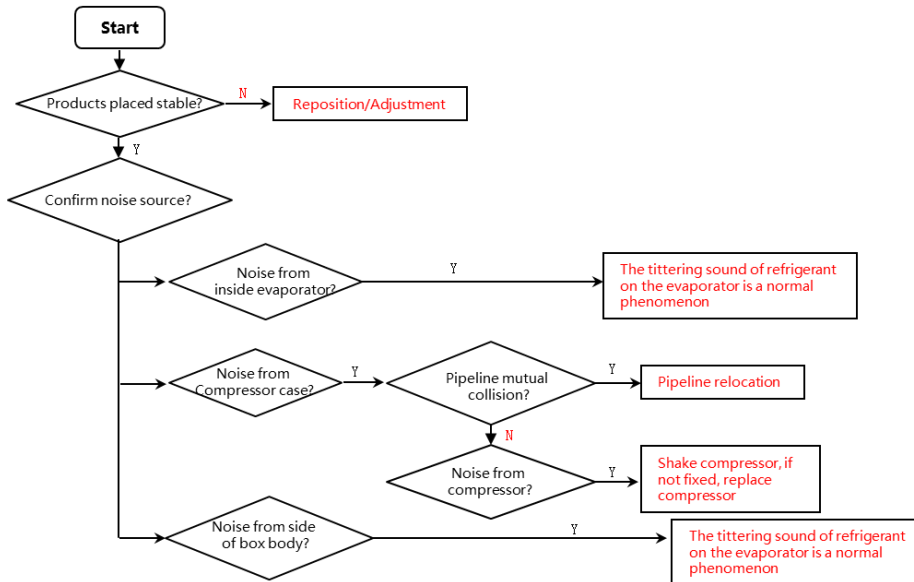 Start
Products placed stable?
N
Reposition/Adjustment
Y
Confirm noise source?
Noise from
inside evaporator?
Y
The tittering sound of refrigerant
on the evaporator is a normal
phenomenon
Noise from
Compressor case?
Y
Pipeline mutual
collision?
Y
Pipeline relocation
N
Noise from
compressor?
Y
Shake compressor, if
not fixed, replace
compressor
Noise from side
of box body?
Y
The tittering sound of refrigerant
on the evaporator is a normal
phenomenon